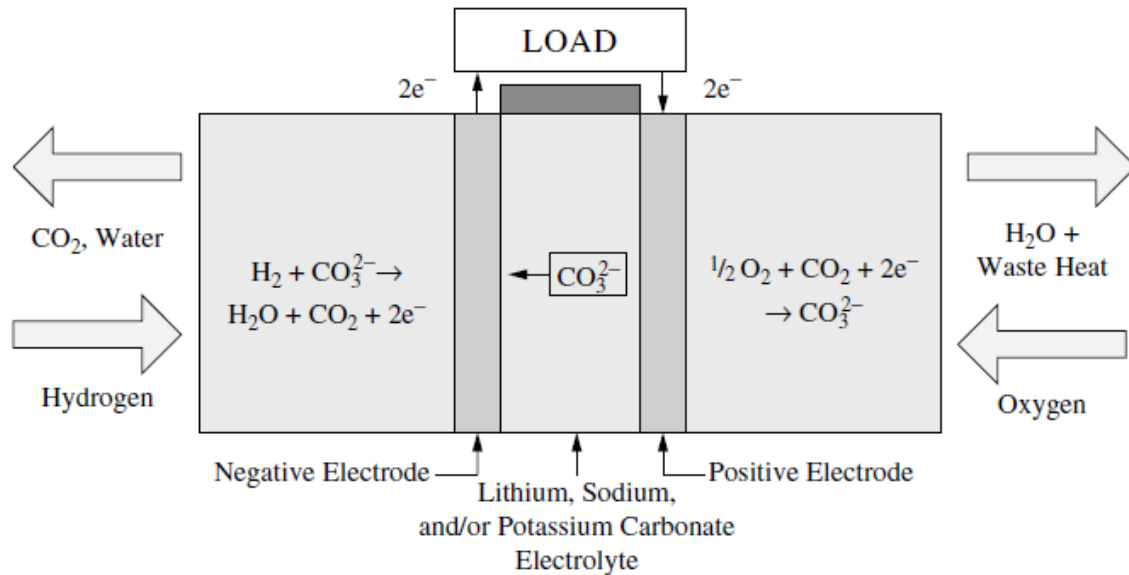 LOAD
2e⁻
2e⁻
CO₂, Water
H₂O +
Waste Heat
H₂ + CO₃²⁻→
H₂O + CO₂ + 2e⁻
CO₃²⁻
½ O₂ + CO₂ + 2e⁻
→ CO₃²⁻
Hydrogen
Oxygen
Negative Electrode
Positive Electrode
Lithium, Sodium,
and/or Potassium Carbonate
Electrolyte